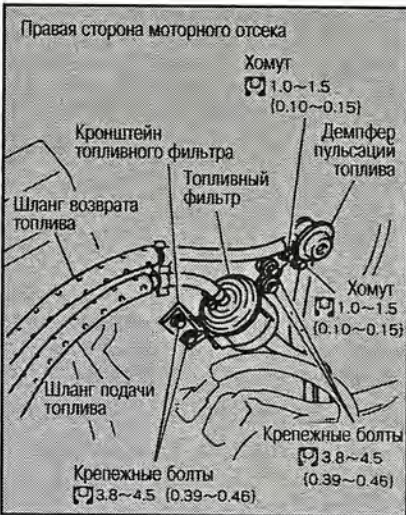 Правая сторона моторного отсека
Хомут
1.0~1.5
{0.10~0.15}
Кронштейн
топливного фильтра
Демпфер
пульсаций
топлива
Топливный
фильтр
Шланг возврата
топлива
Хомут
1.0~1.5
{0.10~0.15}
Шланг подачи
топлива
Крепежные болты
3.8~4.5
{0.39~0.46}
Крепежные болты
3.8~4.5 {0.39~0.46}